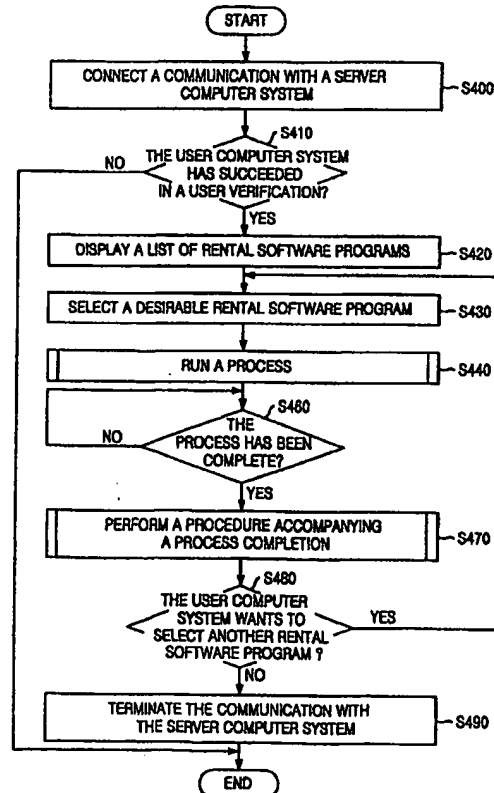 START
CONNECT A COMMUNICATION WITH A SERVER
COMPUTER SYSTEM
S400
S410
NO
THE USER COMPUTER SYSTEM
HAS SUCCEEDED
IN A USER VERIFICATION?
YES
DISPLAY A LIST OF RENTAL SOFTWARE PROGRAMS
S420
SELECT A DESIRABLE RENTAL SOFTWARE PROGRAM
S430
RUN A PROCESS
S440
S460
NO
THE
PROCESS HAS BEEN
COMPLETE?
YES
PERFORM A PROCEDURE ACCOMPANYING
A PROCESS COMPLETION
S470
S480
THE USER COMPUTER
SYSTEM WANTS TO
SELECT ANOTHER RENTAL
SOFTWARE PROGRAM ?
YES
NO
TERMINATE THE COMMUNICATION WITH
THE SERVER COMPUTER SYSTEM
S490
END